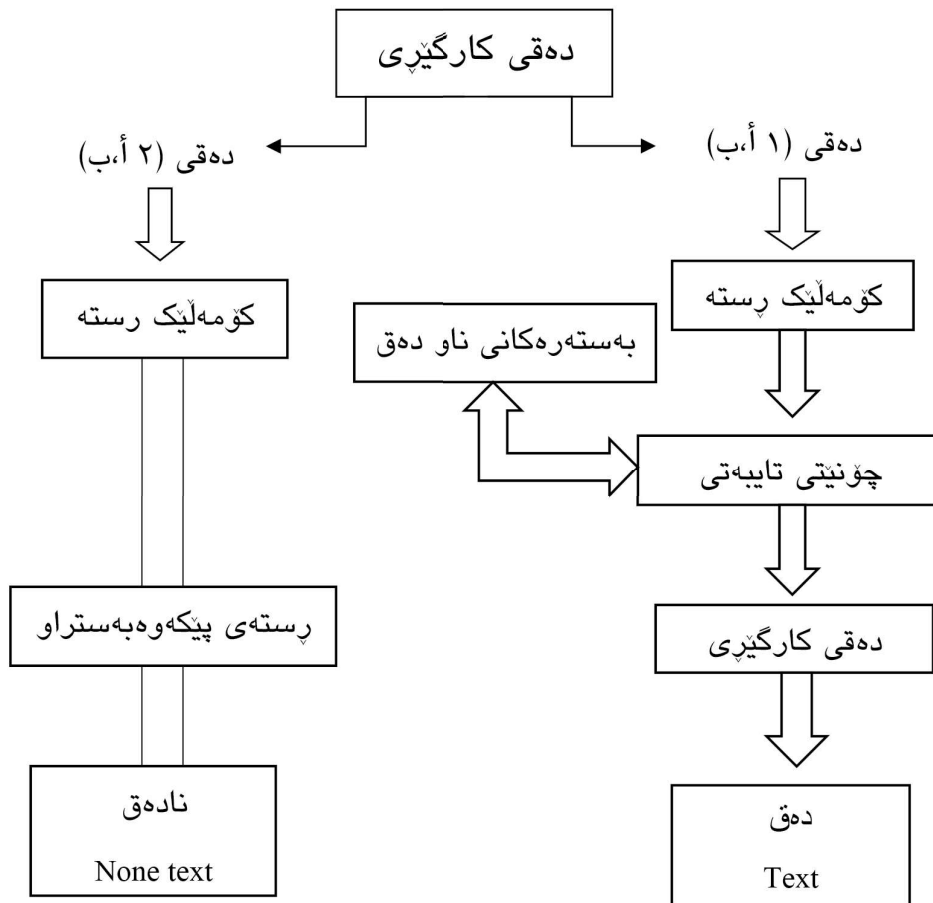 دەقی کارگێڕی
دەقی (١ أ،ب)
دەقی (٢ أ،ب)
کۆمەڵێک ڕستە
کۆمەڵێک رستە
بەستەرەکانی ناو دەق
چۆنێتی تایبەتی
ڕستەی پێکەوەبەستراو
دەقی کارگێڕی
دەق
Text
نادەق
None text